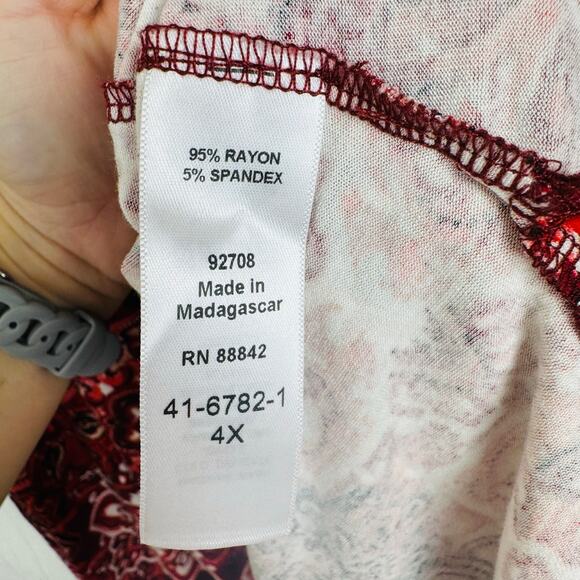 95% RAYON
5% SPANDEX
92708
Made in
Madagascar
RN 88842
41-6782-1
4X